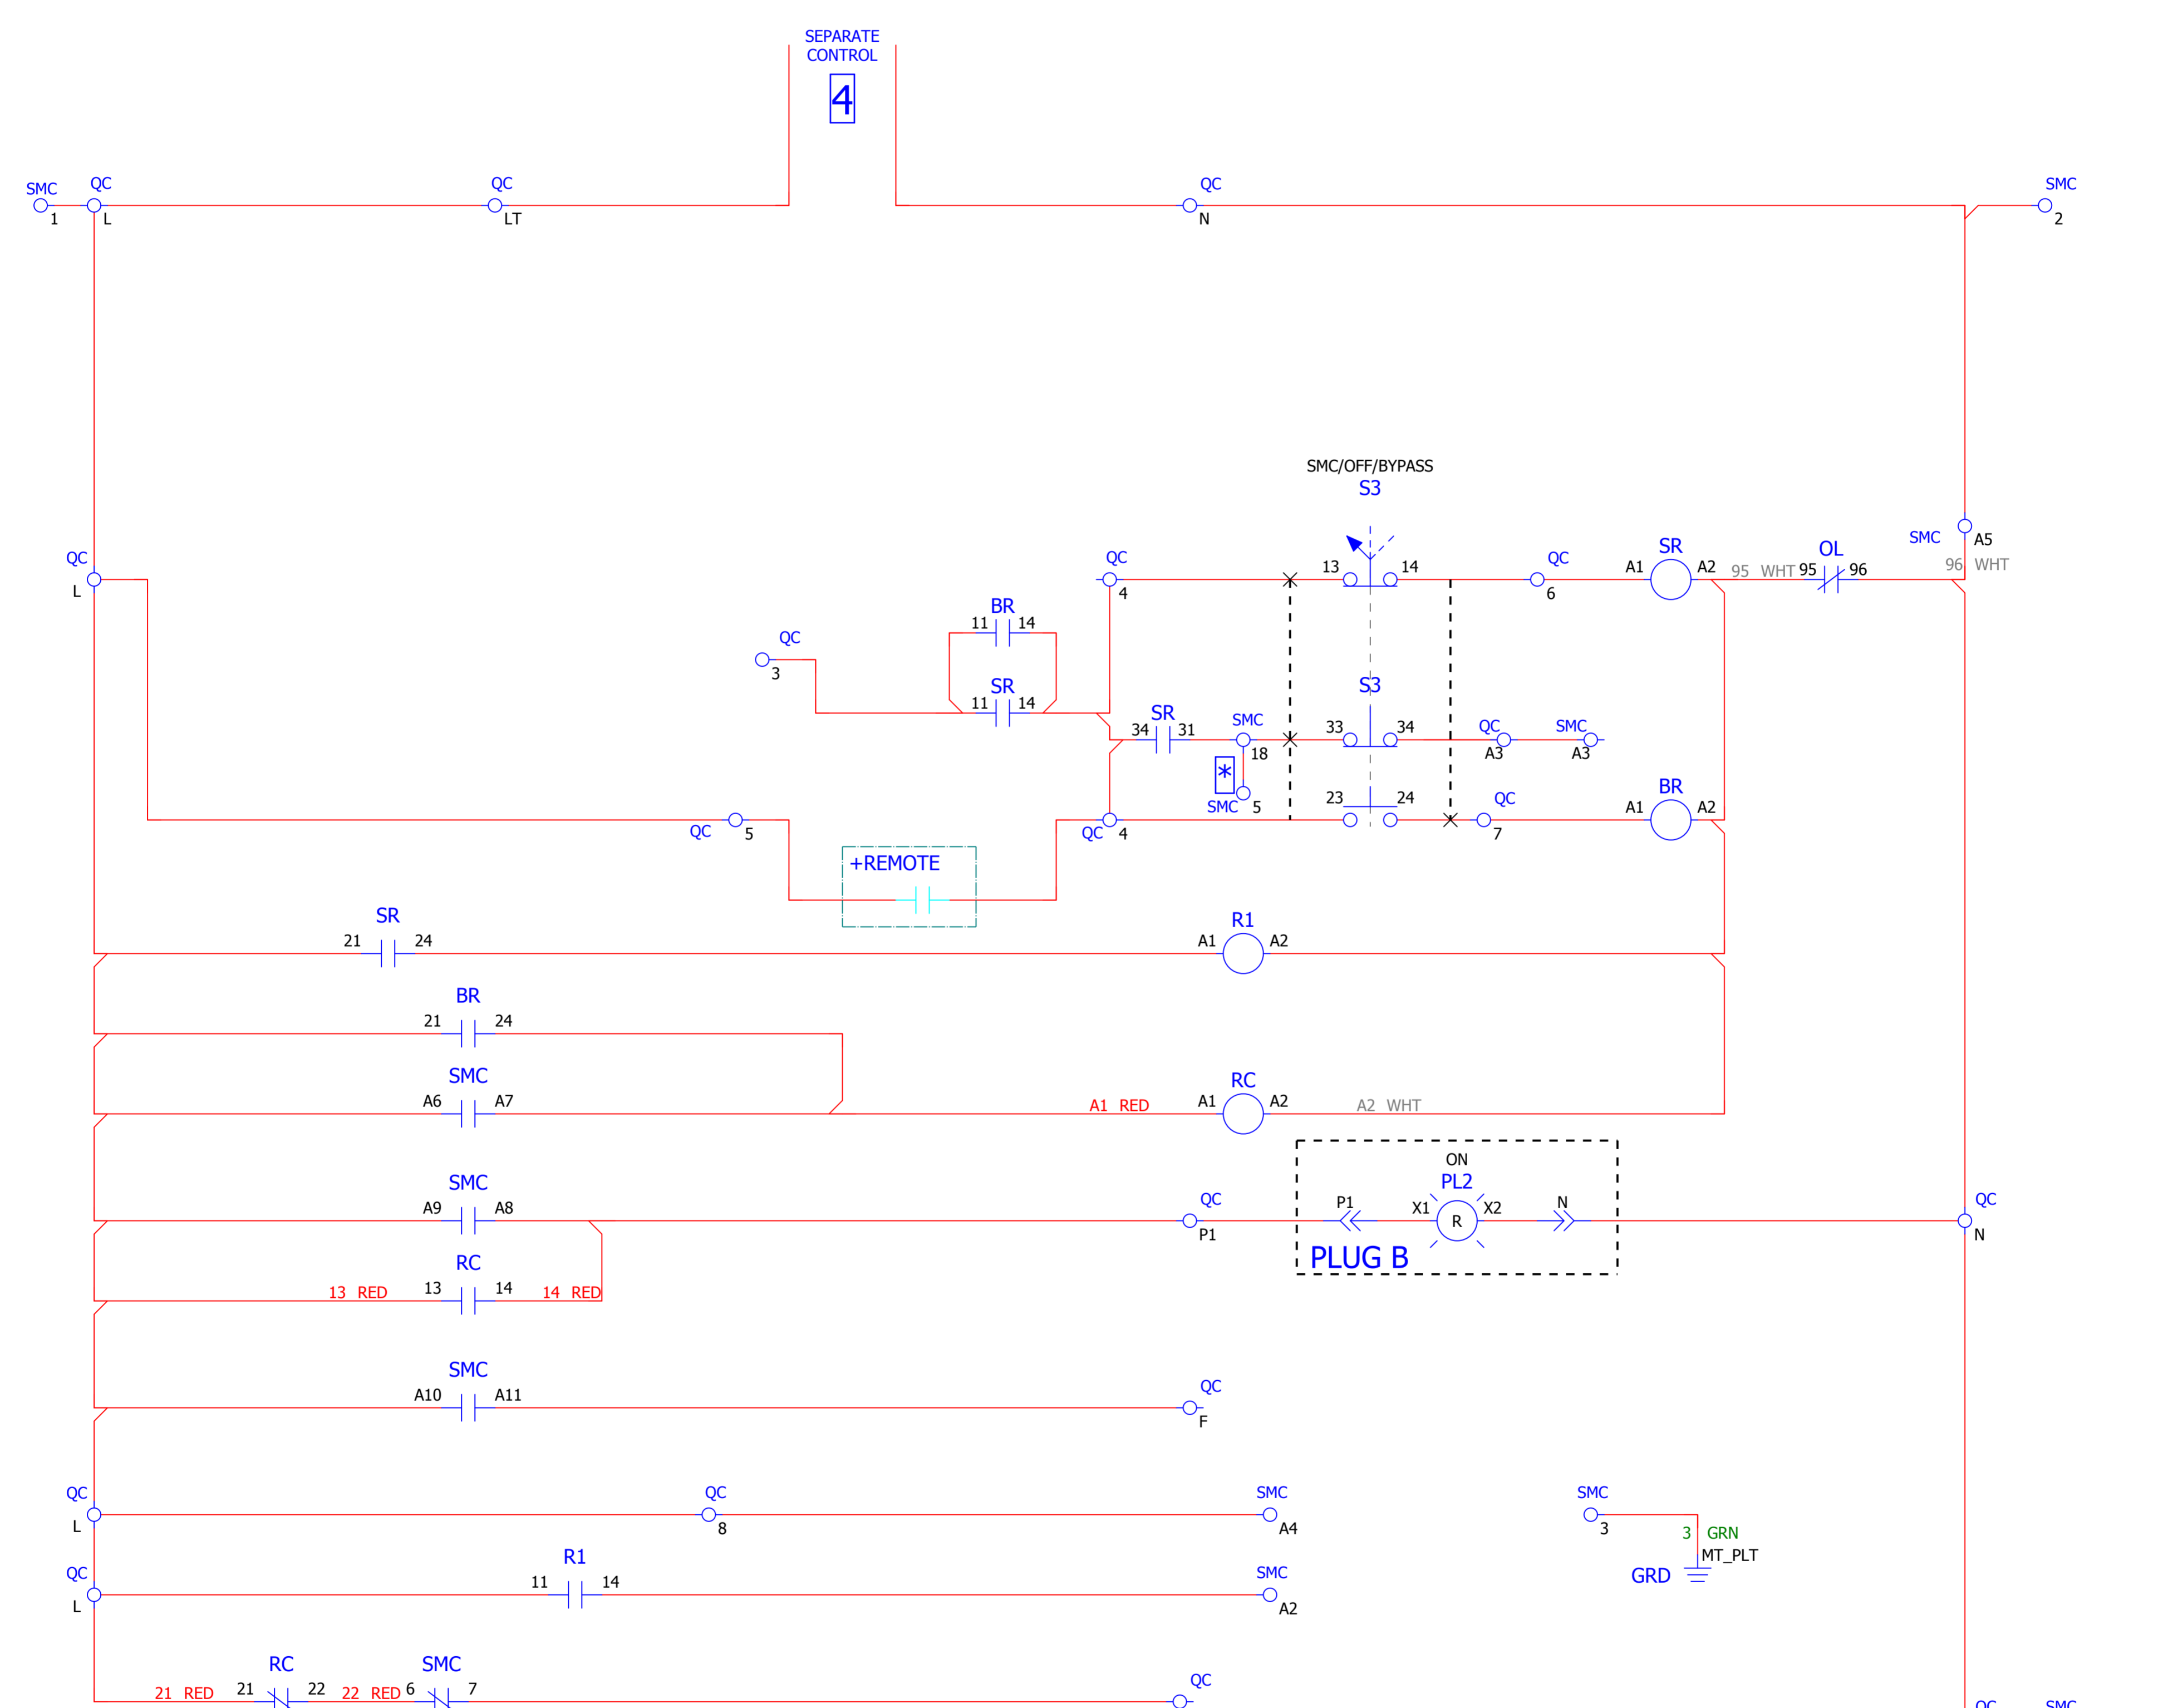 SEPARATE
CONTROL
4
SMC
1
QC
L
QC
LT
QC
N
SMC
2
SMC/OFF/BYPASS
S3
QC
L
QC
4
13
14
QC
6
SR
A1
A2
95 WHT
OL
95
96
SMC
A5
96 WHT
BR
11
14
QC
3
SR
11
14
SR
34
31
SMC
18
*
SMC
5
S3
33
34
QC
A3
SMC
A3
QC
5
QC
4
23
24
QC
7
BR
A1
A2
+REMOTE
SR
21
24
R1
A1
A2
BR
21
24
SMC
A6
A7
A1 RED
RC
A1
A2
A2 WHT
SMC
A9
A8
QC
P1
ON
PL2
P1
X1
R
X2
N
PLUG B
QC
N
RC
13 RED
13
14
14 RED
SMC
A10
A11
QC
F
QC
L
QC
8
SMC
A4
SMC
3
3 GRN
MT_PLT
GRD
QC
L
R1
11
14
SMC
A2
RC
21 RED
21
22
22 RED
SMC
6
7
QC
QC
SMC